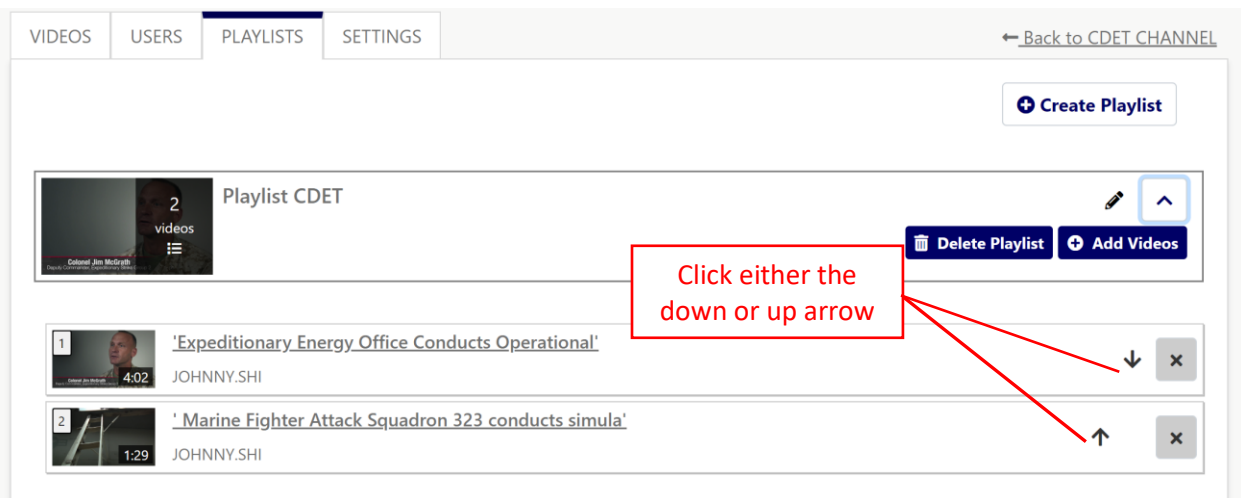 VIDEOS USERS PLAYLISTS SETTINGS Back to CDET CHANNEL
Create Playlist
Playlist CDET
2
videos
Colonel Jim McGrath
Delete Playlist Add Videos
Click either the
down or up arrow
1
'Expeditionary Energy Office Conducts Operational'
4:02
JOHNNY.SHI
2
' Marine Fighter Attack Squadron 323 conducts simula'
1:29
JOHNNY.SHI